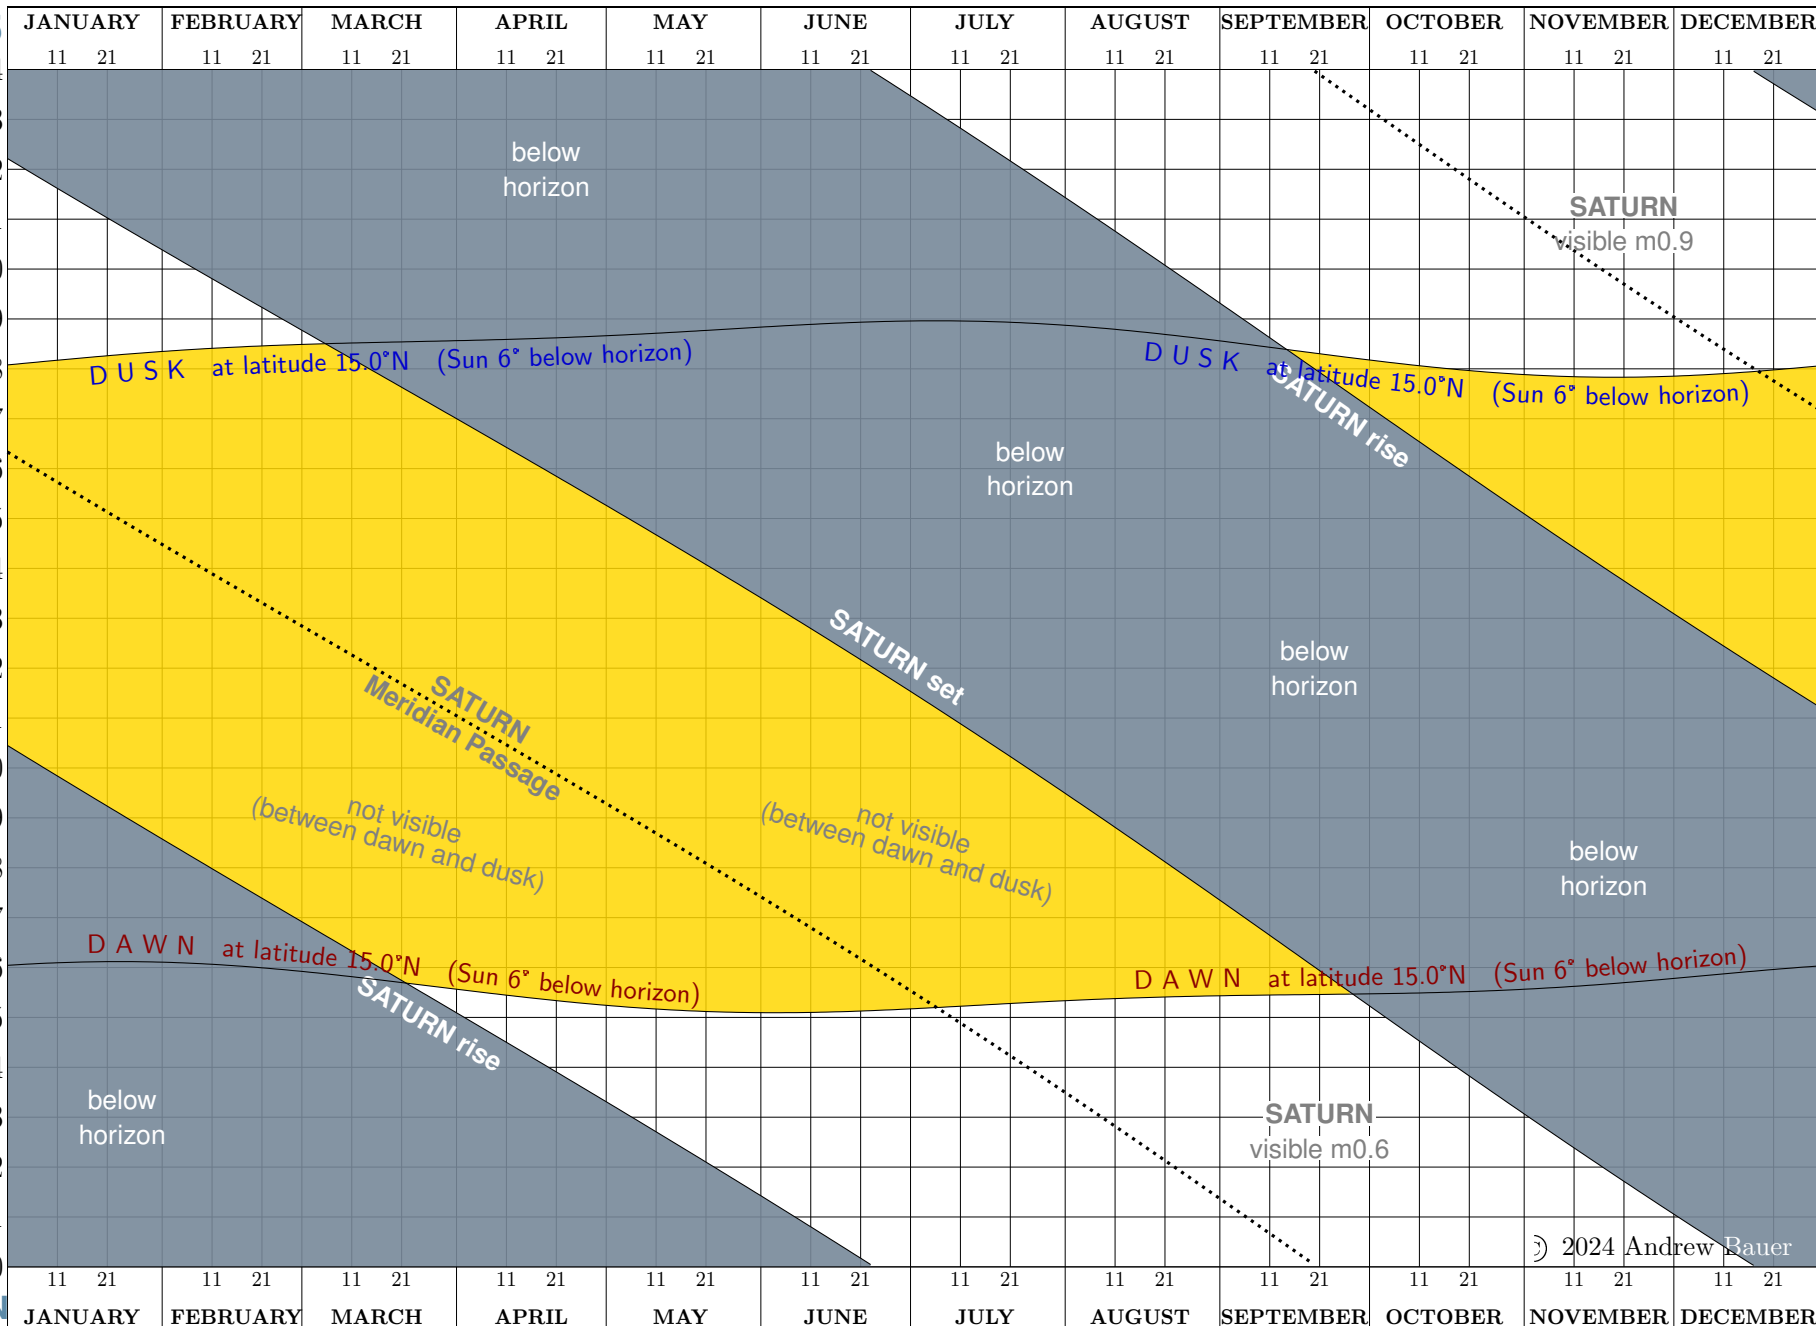 JANUARY FEBRUARY MARCH APRIL MAY JUNE JULY AUGUST SEPTEMBER OCTOBER NOVEMBER DECEMBER
11 21 11 21 11 21 11 21 11 21 11 21 11 21 11 21 11 21 11 21 11 21 11 21
below
horizon
SATURN
visible m0.9
DUSK at latitude 15.0°N (Sun 6° below horizon)
DUSK at latitude 15.0°N (Sun 6° below horizon)
SATURN rise
below
horizon
SATURN set
below
horizon
SATURN
Meridian Passage
not visible
(between dawn and dusk)
not visible
(between dawn and dusk)
below
horizon
DAWN at latitude 15.0°N (Sun 6° below horizon)
DAWN at latitude 15.0°N (Sun 6° below horizon)
SATURN rise
below
horizon
SATURN
visible m0.6
© 2024 Andrew Bauer
11 21 11 21 11 21 11 21 11 21 11 21 11 21 11 21 11 21 11 21 11 21 11 21
JANUARY FEBRUARY MARCH APRIL MAY JUNE JULY AUGUST SEPTEMBER OCTOBER NOVEMBER DECEMBER